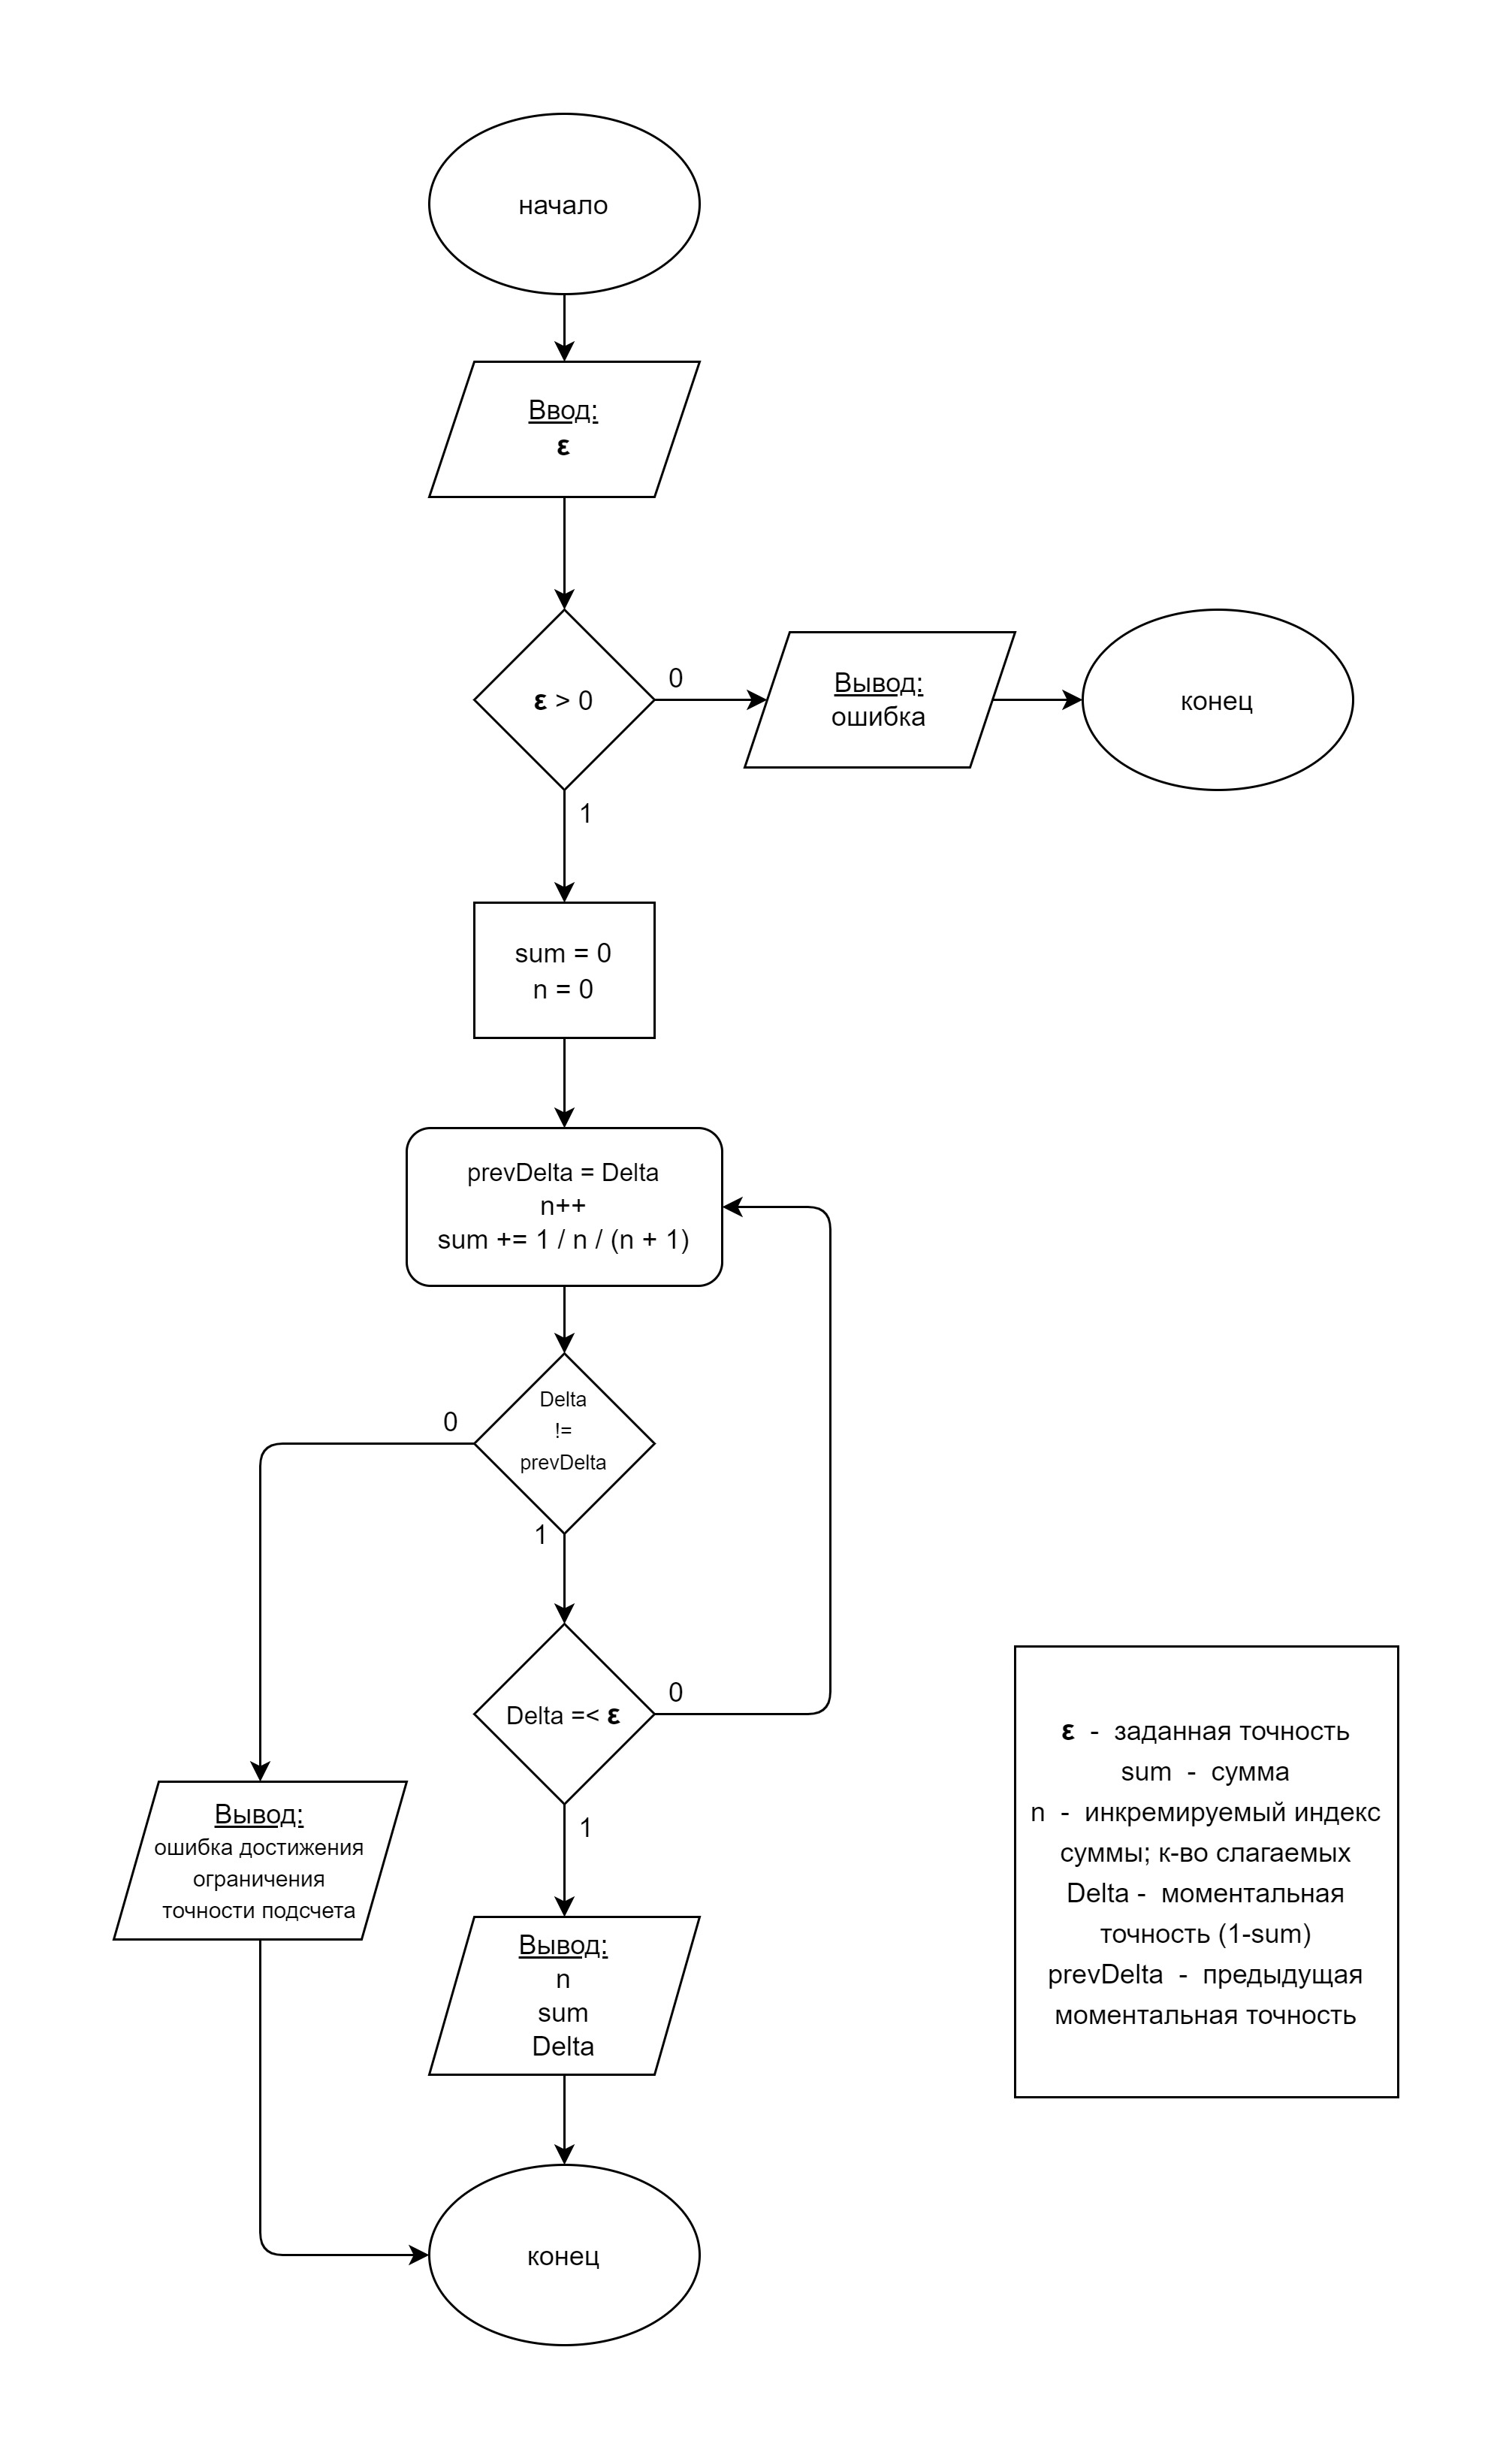 начало
Ввод:
ε
ε > 0
0
Вывод:
ошибка
конец
1
sum = 0
n = 0
prevDelta = Delta
n++
sum += 1 / n / (n + 1)
Delta
!=
prevDelta
0
1
Delta =< ε
0
1
Вывод:
ошибка достижения
ограничения
точности подсчета
Вывод:
n
sum
Delta
конец
ε - заданная точность
sum - сумма
n - инкремируемый индекс
суммы; к-во слагаемых
Delta - моментальная
точность (1-sum)
prevDelta - предыдущая
моментальная точность